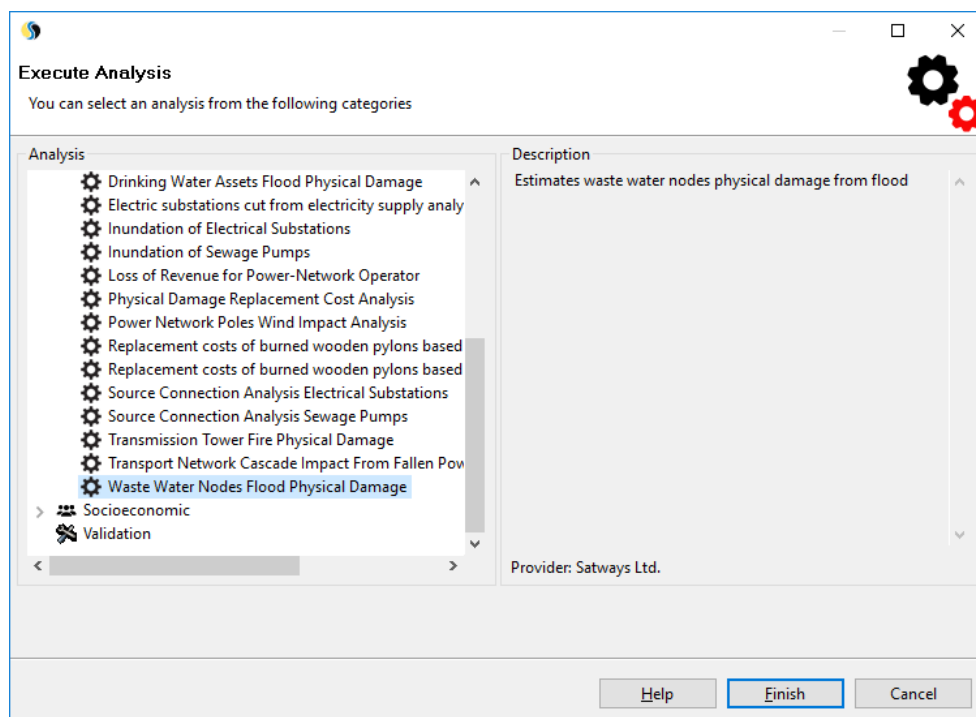 Execute Analysis
You can select an analysis from the following categories
Analysis
Drinking Water Assets Flood Physical Damage
Electric substations cut from electricity supply analy
Inundation of Electrical Substations
Inundation of Sewage Pumps
Loss of Revenue for Power-Network Operator
Physical Damage Replacement Cost Analysis
Power Network Poles Wind Impact Analysis
Replacement costs of burned wooden pylons based
Replacement costs of burned wooden pylons based
Source Connection Analysis Electrical Substations
Source Connection Analysis Sewage Pumps
Transmission Tower Fire Physical Damage
Transport Network Cascade Impact From Fallen Pow
Waste Water Nodes Flood Physical Damage
Socioeconomic
Validation
Description
Estimates waste water nodes physical damage from flood
Provider: Satways Ltd.
Help
Finish
Cancel